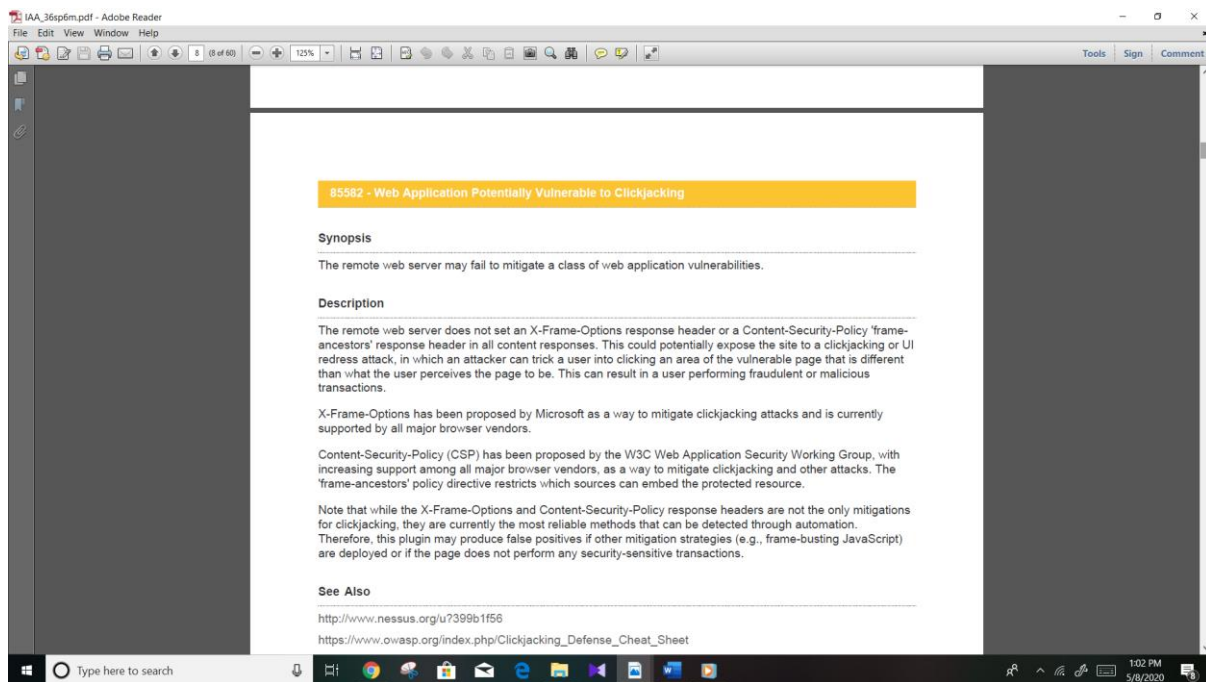 IAA_36sp6m.pdf - Adobe Reader
File Edit View Window Help
8 (8 of 60) 125% Tools Sign Comment
85582 - Web Application Potentially Vulnerable to Clickjacking
Synopsis
The remote web server may fail to mitigate a class of web application vulnerabilities.
Description
The remote web server does not set an X-Frame-Options response header or a Content-Security-Policy 'frame-
ancestors' response header in all content responses. This could potentially expose the site to a clickjacking or UI
redress attack, in which an attacker can trick a user into clicking an area of the vulnerable page that is different
than what the user perceives the page to be. This can result in a user performing fraudulent or malicious
transactions.
X-Frame-Options has been proposed by Microsoft as a way to mitigate clickjacking attacks and is currently
supported by all major browser vendors.
Content-Security-Policy (CSP) has been proposed by the W3C Web Application Security Working Group, with
increasing support among all major browser vendors, as a way to mitigate clickjacking and other attacks. The
'frame-ancestors' policy directive restricts which sources can embed the protected resource.
Note that while the X-Frame-Options and Content-Security-Policy response headers are not the only mitigations
for clickjacking, they are currently the most reliable methods that can be detected through automation.
Therefore, this plugin may produce false positives if other mitigation strategies (e.g., frame-busting JavaScript)
are deployed or if the page does not perform any security-sensitive transactions.
See Also
http://www.nessus.org/u?399b1f56
https://www.owasp.org/index.php/Clickjacking_Defense_Cheat_Sheet
Type here to search
1:02 PM
5/8/2020